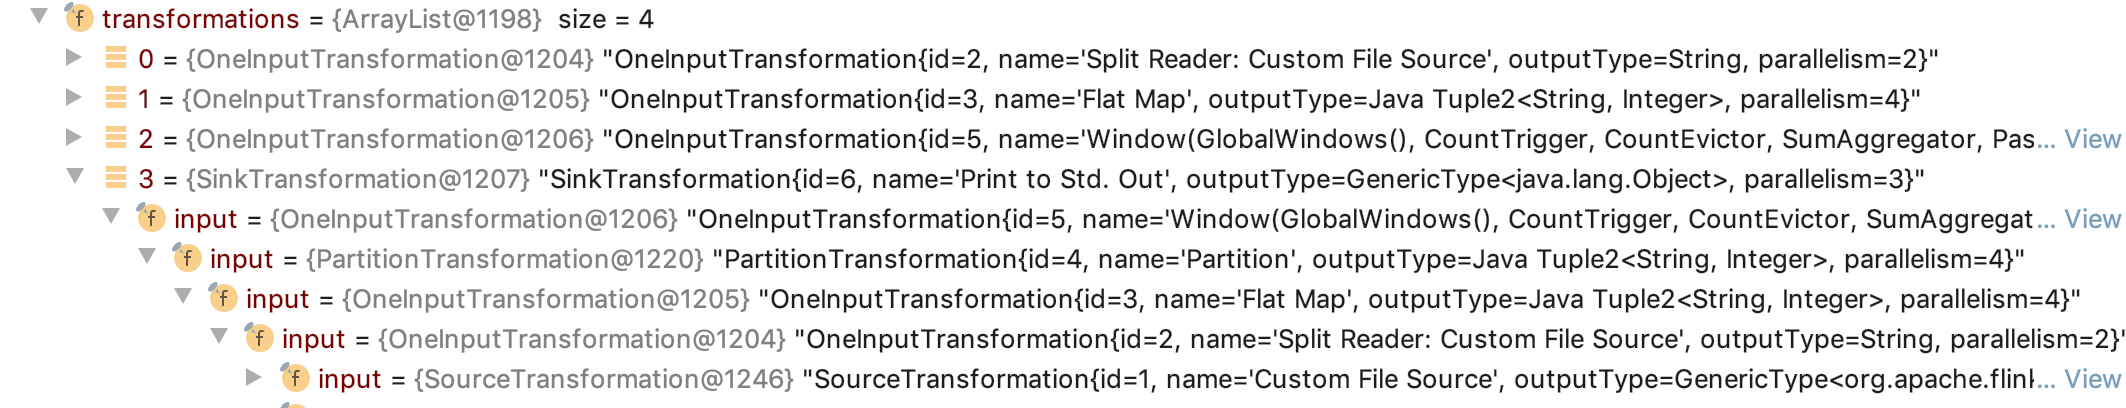 transformations = {ArrayList@1198} size = 4
0 = {OneInputTransformation@1204} "OneInputTransformation{id=2, name='Split Reader: Custom File Source', outputType=String, parallelism=2}"
1 = {OneInputTransformation@1205} "OneInputTransformation{id=3, name='Flat Map', outputType=Java Tuple2<String, Integer>, parallelism=4}"
2 = {OneInputTransformation@1206} "OneInputTransformation{id=5, name='Window(GlobalWindows(), CountTrigger, CountEvictor, SumAggregator, Pas... View
3 = {SinkTransformation@1207} "SinkTransformation{id=6, name='Print to Std. Out', outputType=GenericType<java.lang.Object>, parallelism=3}"
f input = {OneInputTransformation@1206} "OneInputTransformation{id=5, name='Window(GlobalWindows(), CountTrigger, CountEvictor, SumAggregat... View
f input = {PartitionTransformation@1220} "PartitionTransformation{id=4, name='Partition', outputType=Java Tuple2<String, Integer>, parallelism=4}"
f input = {OneInputTransformation@1205} "OneInputTransformation{id=3, name='Flat Map', outputType=Java Tuple2<String, Integer>, parallelism=4}"
f input = {OneInputTransformation@1204} "OneInputTransformation{id=2, name='Split Reader: Custom File Source', outputType=String, parallelism=2}"
f input = {SourceTransformation@1246} "SourceTransformation{id=1, name='Custom File Source', outputType=GenericType<org.apache.flink... View